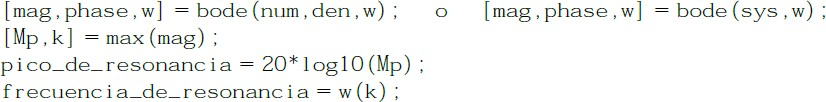 [mag,phase,w] = bode(num,den,w); o [mag,phase,w] = bode(sys,w);
[Mp,k] = max(mag);
pico_de_resonancia = 20*log10(Mp);
frecuencia_de_resonancia = w(k);